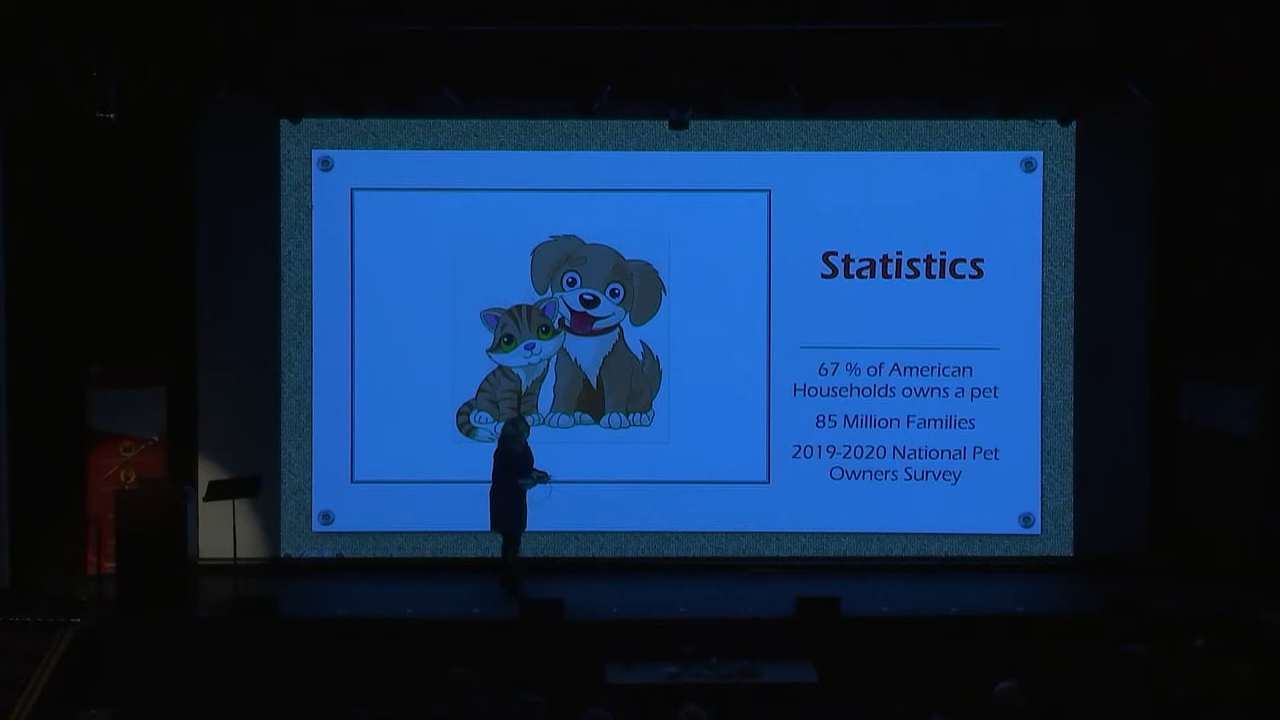 Statistics
67 % of American
Households owns a pet
85 Million Families
2019-2020 National Pet
Owners Survey